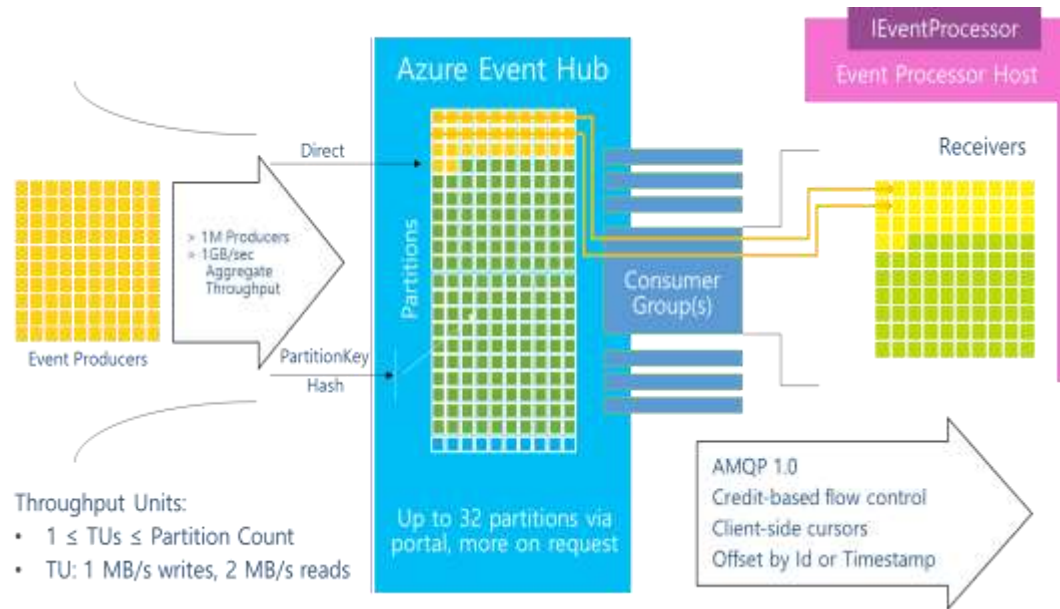 IEventProcessor
Event Processor Host
Azure Event Hub
Direct
Receivers
> 1M Producers
> 1GB/sec
Aggregate
Throughput
Partitions
Consumer
Group(s)
Event Producers
PartitionKey
Hash
Throughput Units:
• 1 ≤ TUs ≤ Partition Count
• TU: 1 MB/s writes, 2 MB/s reads
Up to 32 partitions via
portal, more on request
AMQP 1.0
Credit-based flow control
Client-side cursors
Offset by Id or Timestamp